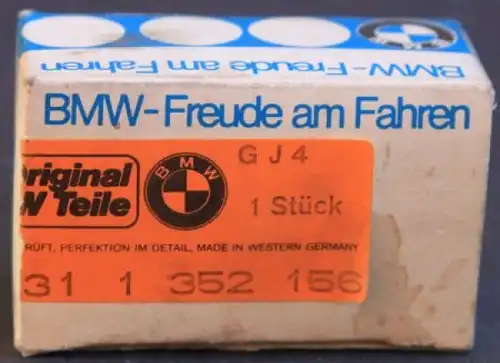 BMW-Freude am Fahren
BMW-Freude am Fahren
Original
BMW
GJ4
W Teile
1 Stück
RÜFT, PERFEKTION IM DETAIL, MADE IN WESTERN GERMANY
31 1 352 156